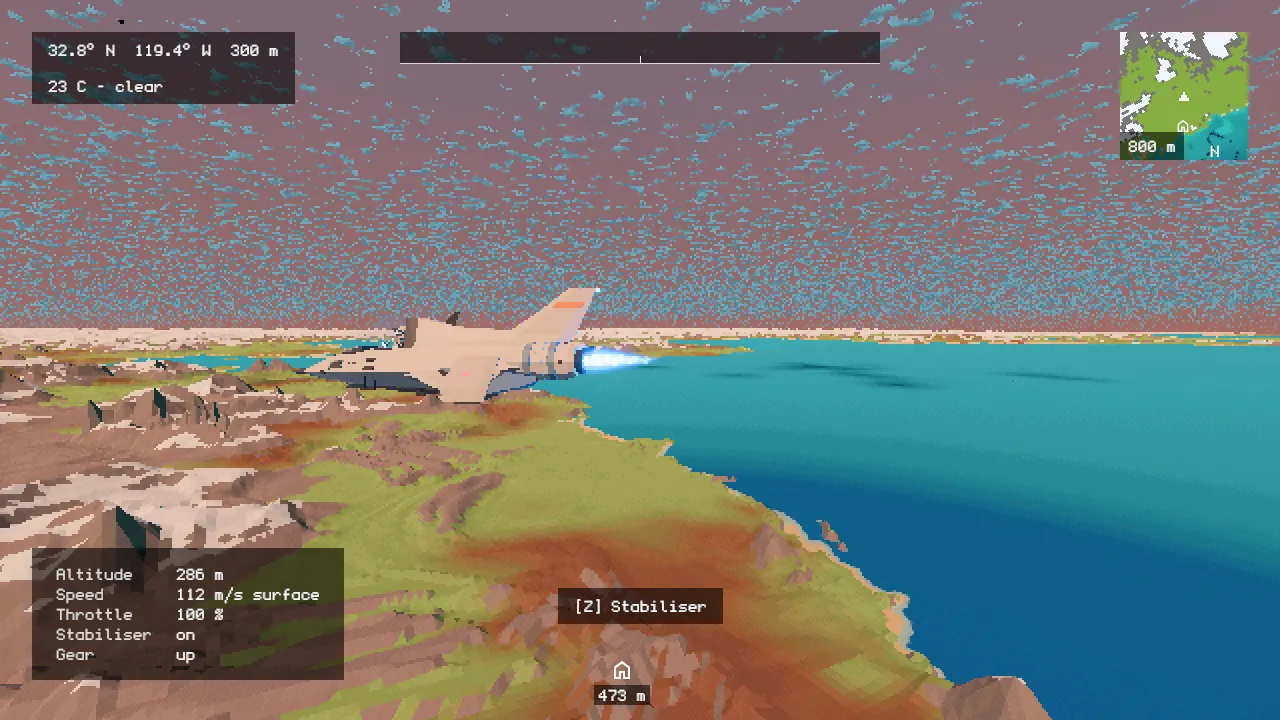 32.8° N  119.4° W  300 m
23 C - clear
800 m
N
Altitude 286 m
Speed 112 m/s surface
Throttle 100 %
Stabiliser on
Gear up
[Z] Stabiliser
473 m